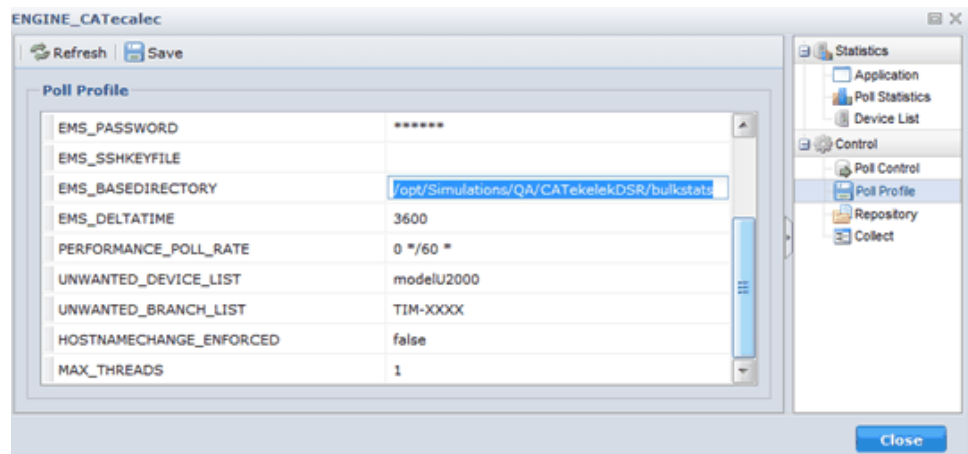 ENGINE_CATecalec
Refresh Save
Poll Profile
EMS_PASSWORD ******
EMS_SSHKEYFILE
EMS_BASEDIRECTORY /opt/Simulations/QA/CATekelekDSR/bulkstats
EMS_DELTATIME 3600
PERFORMANCE_POLL_RATE 0 */60 *
UNWANTED_DEVICE_LIST modelU2000
UNWANTED_BRANCH_LIST TIM-XXXX
HOSTNAMECHANGE_ENFORCED false
MAX_THREADS 1
Statistics
Application
Poll Statistics
Device List
Control
Poll Control
Poll Profile
Repository
Collect
Close